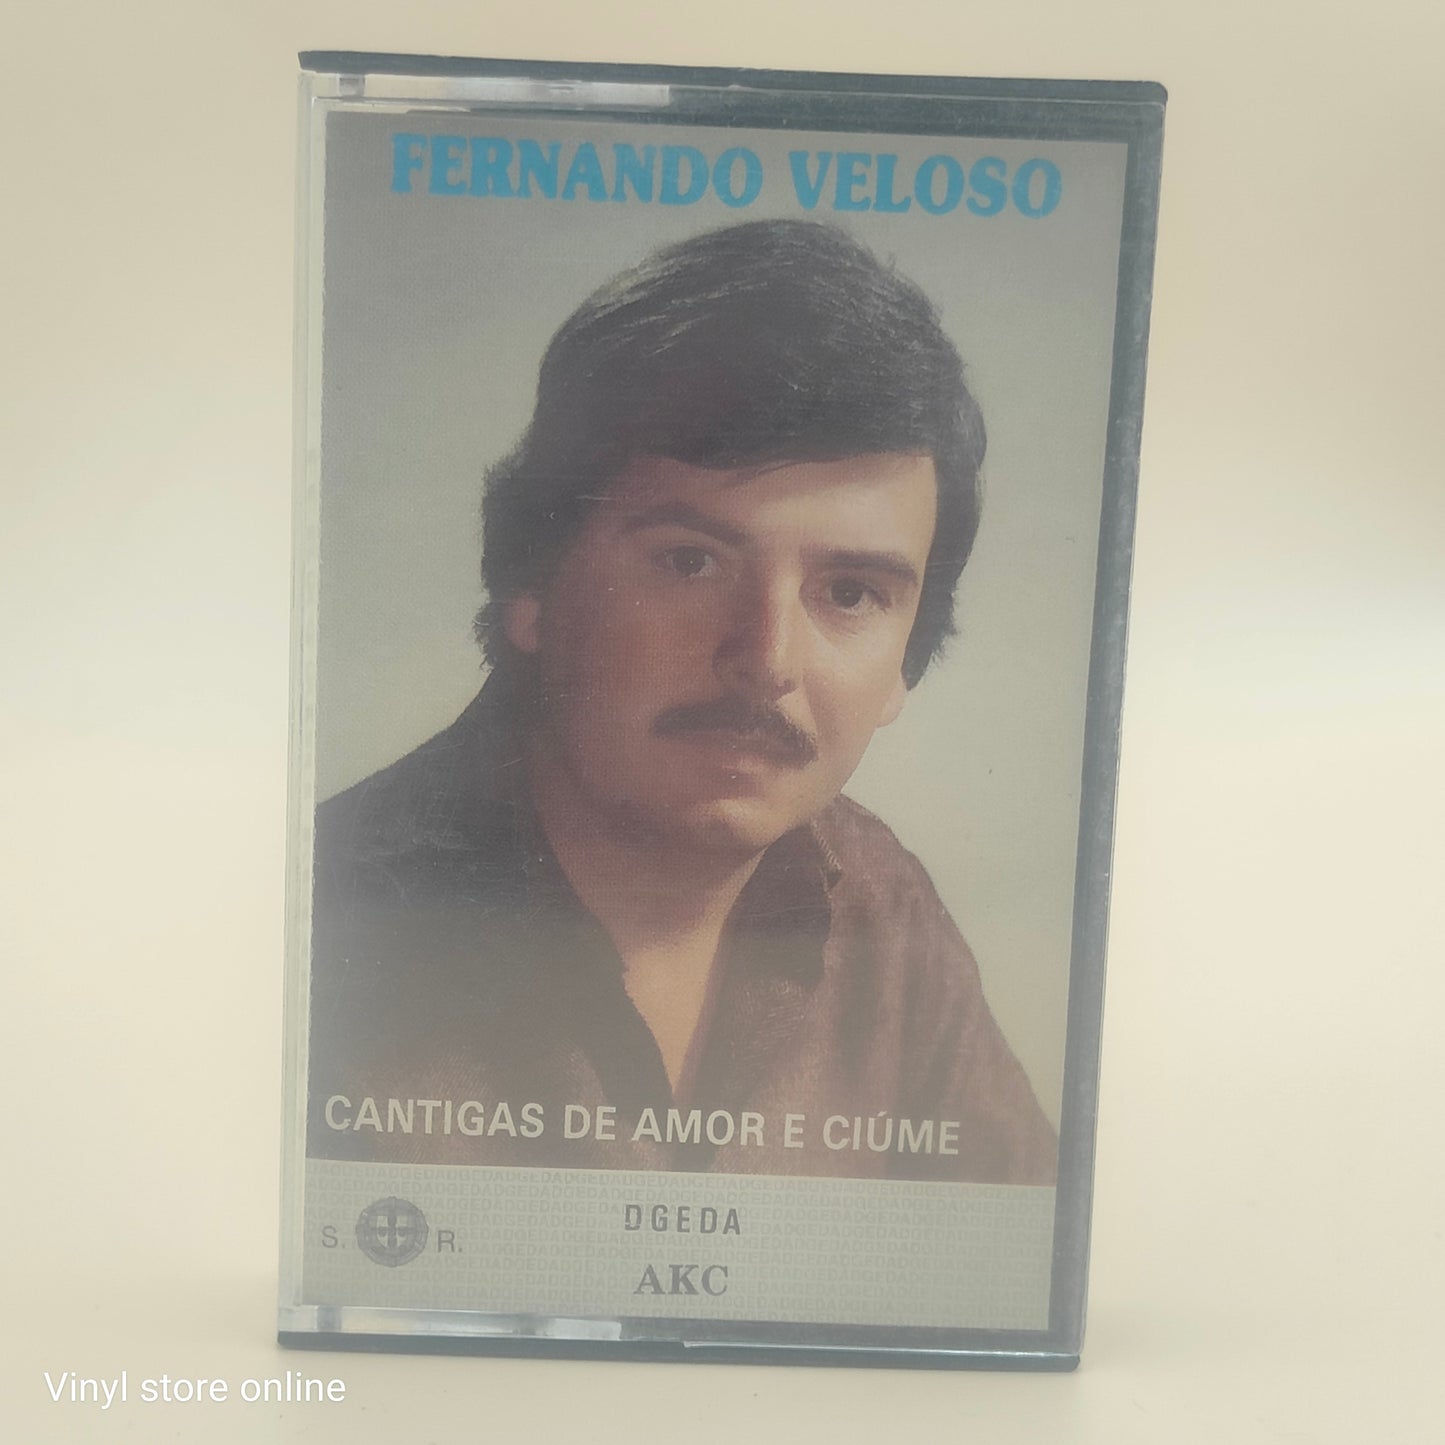 FERNANDO VELOSO
CANTIGAS DE AMOR E CIÚME
S. R.
DGEDA
AKC
Vinyl store online